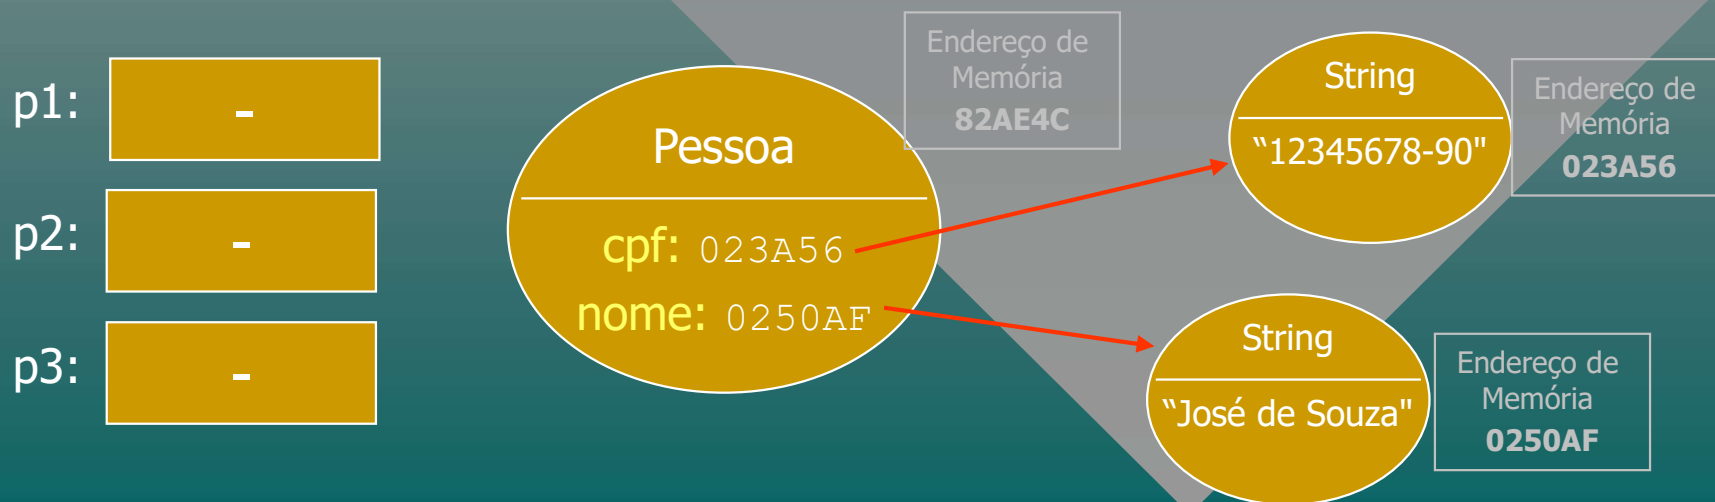 p1:
-
p2:
-
p3:
-
Pessoa
cpf: 023A56
nome: 0250AF
Endereço de
Memória
82AE4C
String
“12345678-90"
Endereço de
Memória
023A56
String
“José de Souza"
Endereço de
Memória
0250AF